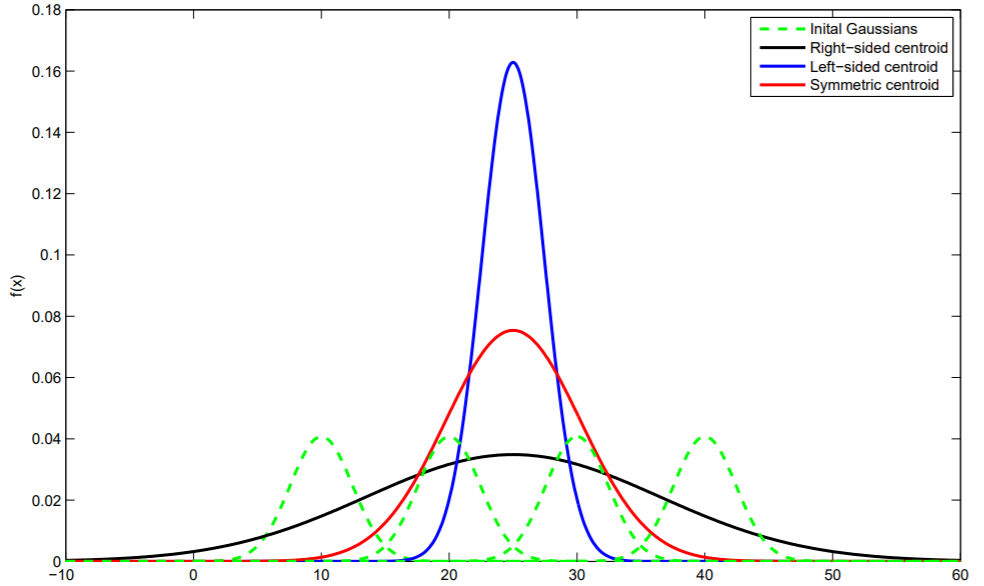 0.18
0.16
0.14
0.12
0.1
0.08
0.06
0.04
0.02
0
f(x)
−10 0 10 20 30 40 50 60
Inital Gaussians
Right−sided centroid
Left−sided centroid
Symmetric centroid